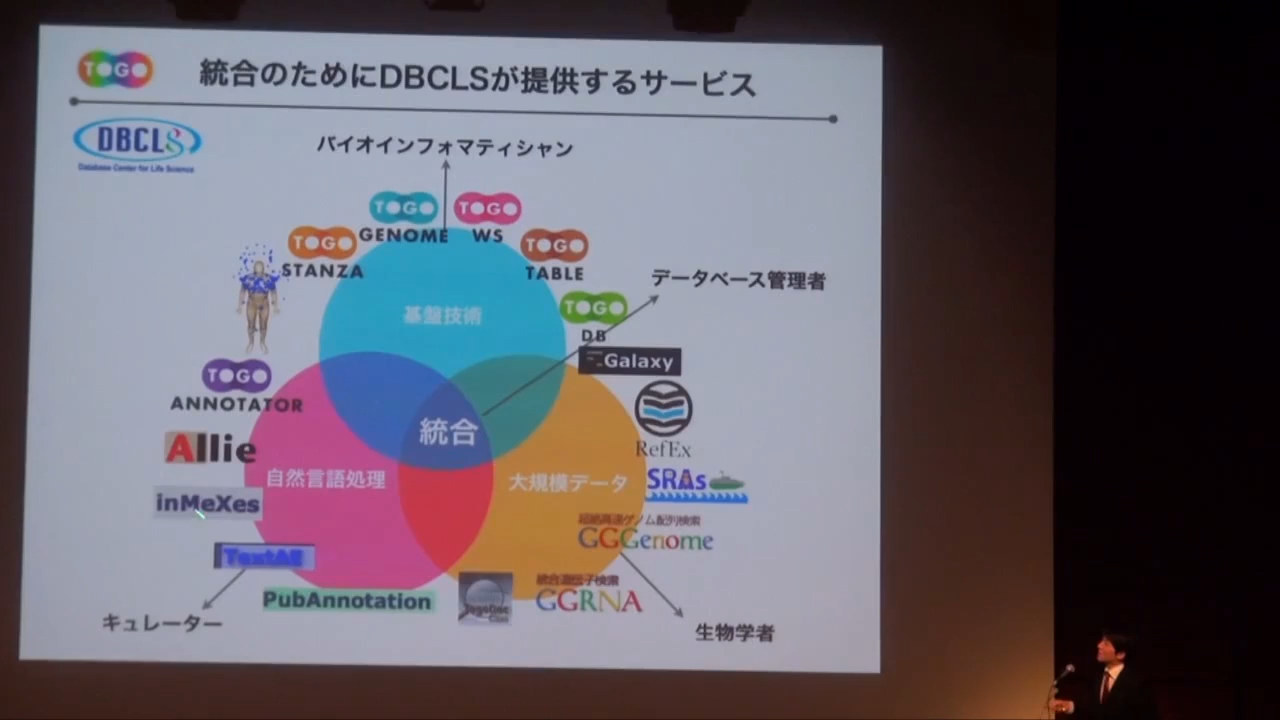 TOGO
統合のためにDBCLSが提供するサービス
DBCLS
Database Center for Life Science
バイオインフォマティシャン
TOGO
GENOME
TOGO
WS
TOGO
STANZA
TOGO
TABLE
データベース管理者
TOGO
DB
基盤技術
Galaxy
TOGO
ANNOTATOR
RefEx
Allie
統合
自然言語処理
大規模データ
SRAs
inMeXes
超絶高速ゲノム配列検索
GGGenome
TextAE
統合遺伝子検索
GGRNA
PubAnnotation
TogoDoc
キュレーター
生物学者